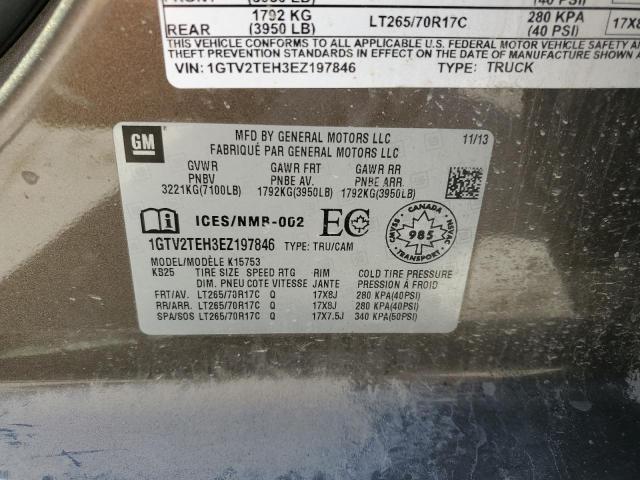 1792 KG
REAR (3950 LB) LT265/70R17C 280 KPA (40 PSI)
THIS VEHICLE CONFORMS TO ALL APPLICABLE U.S. FEDERAL MOTOR VEHICLE SAFETY AND
STANDARDS IN EFFECT ON THE DATE OF MANUFACTURE
VIN: 1GTV2TEH3EZ197846 TYPE: TRUCK
GM
MFD BY GENERAL MOTORS LLC 11/13
FABRIQUÉ PAR GENERAL MOTORS LLC
GVWR GAWR FRT GAWR RR
PNBV PNBE AV. PNBE ARR.
3221KG(7100LB) 1792KG(3950LB) 1792KG(3950LB)
ICES/NMB-002 EC
CMVSS NSVAC 985 CANADA TRANSPORT
1GTV2TEH3EZ197846 TYPE: TRU/CAM
MODEL/MODÈLE K15753
KB25 TIRE SIZE SPEED RTG RIM COLD TIRE PRESSURE
DIM. PNEU COTE VITESSE JANTE PRESSION À FROID
FRT/AV. LT265/70R17C Q 17X8J 280 KPA(40PSI)
RR/ARR. LT265/70R17C Q 17X8J 280 KPA(40PSI)
SPA/SOS LT265/70R17C Q 17X7.5J 340 KPA(50PSI)